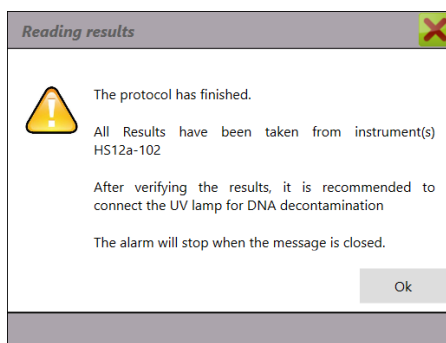 Reading results
The protocol has finished.
All Results have been taken from instrument(s)
HS12a-102
After verifying the results, it is recommended to
connect the UV lamp for DNA decontamination
The alarm will stop when the message is closed.
Ok